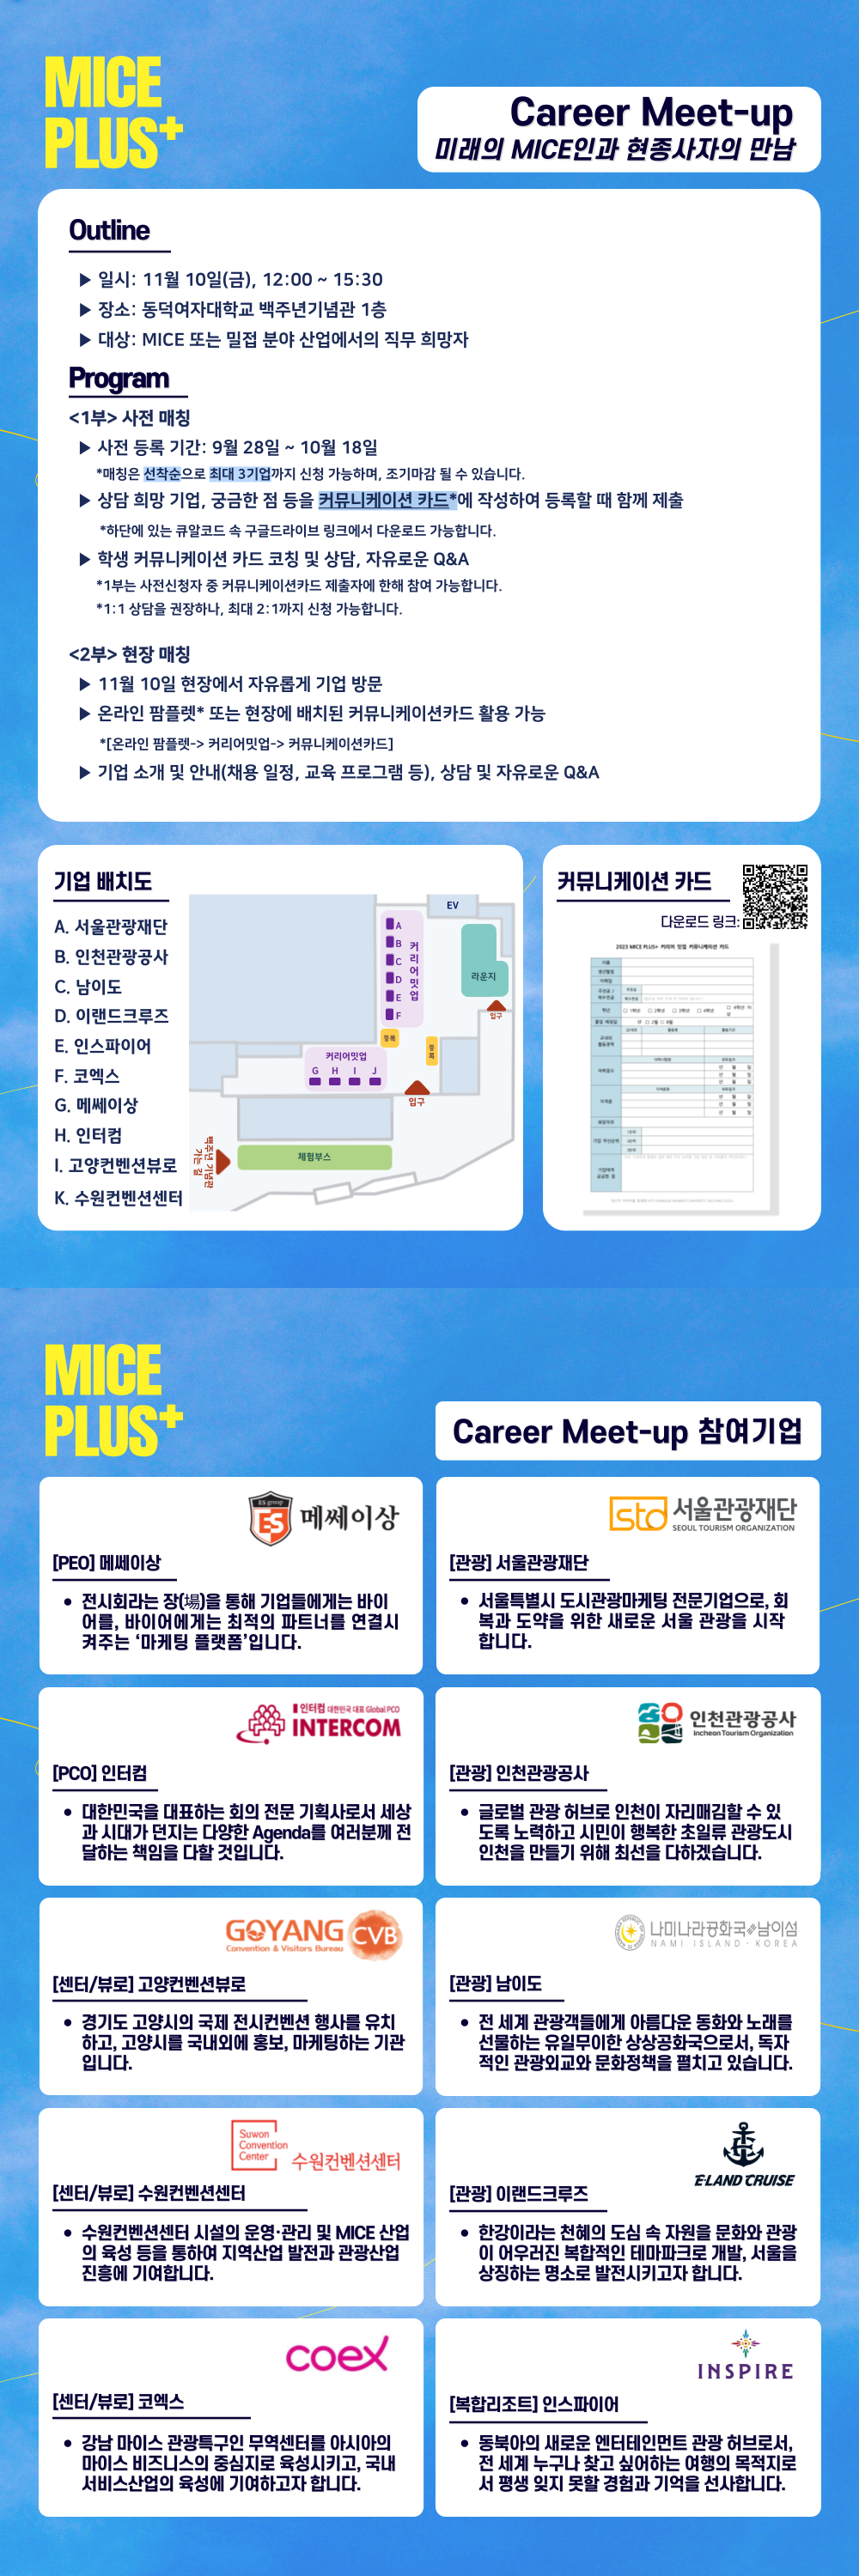 MICE
PLUS+
Career Meet-up
미래의 MICE인과 현종사자의 만남
Outline
▶ 일시: 11월 10일(금), 12:00 ~ 15:30
▶ 장소: 동덕여자대학교 백주년기념관 1층
▶ 대상: MICE 또는 밀접 분야 산업에서의 직무 희망자
Program
<1부> 사전 매칭
▶ 사전 등록 기간: 9월 28일 ~ 10월 18일
*매칭은 선착순으로 최대 3기업까지 신청 가능하며, 조기마감 될 수 있습니다.
▶ 상담 희망 기업, 궁금한 점 등을 커뮤니케이션 카드*에 작성하여 등록할 때 함께 제출
*하단에 있는 큐알코드 속 구글드라이브 링크에서 다운로드 가능합니다.
▶ 학생 커뮤니케이션 카드 코칭 및 상담, 자유로운 Q&A
*1부는 사전신청자 중 커뮤니케이션카드 제출자에 한해 참여 가능합니다.
*1:1 상담을 권장하나, 최대 2:1까지 신청 가능합니다.
<2부> 현장 매칭
▶ 11월 10일 현장에서 자유롭게 기업 방문
▶ 온라인 팜플렛* 또는 현장에 배치된 커뮤니케이션카드 활용 가능
*[온라인 팜플렛-> 커리어밋업-> 커뮤니케이션카드]
▶ 기업 소개 및 안내(채용 일정, 교육 프로그램 등), 상담 및 자유로운 Q&A
기업 배치도
A. 서울관광재단
B. 인천관광공사
C. 남이도
D. 이랜드크루즈
E. 인스파이어
F. 코엑스
G. 메쎄이상
H. 인터컴
I. 고양컨벤션뷰로
K. 수원컨벤션센터
EV
A
B
C
D
E
F
커리어밋업
라운지
입구
등록
등록
커리어밋업
G H I J
입구
체험부스
백주년 기념관
가는 길
커뮤니케이션 카드
다운로드 링크:
2023 MICE PLUS+ 커리어 밋업 커뮤니케이션 카드
MICE
PLUS+
Career Meet-up 참여기업
ES group
ES
메쎄이상
[PEO] 메쎄이상
• 전시회라는 장(場)을 통해 기업들에게는 바이
어를, 바이어에게는 최적의 파트너를 연결시
켜주는 ‘마케팅 플랫폼’입니다.
sto 서울관광재단
SEOUL TOURISM ORGANIZATION
[관광] 서울관광재단
• 서울특별시 도시관광마케팅 전문기업으로, 회
복과 도약을 위한 새로운 서울 관광을 시작
합니다.
인터컴 대한민국 대표 Global PCO
INTERCOM
[PCO] 인터컴
• 대한민국을 대표하는 회의 전문 기획사로서 세상
과 시대가 던지는 다양한 Agenda를 여러분께 전
달하는 책임을 다할 것입니다.
인천관광공사
Incheon Tourism Organization
[관광] 인천관광공사
• 글로벌 관광 허브로 인천이 자리매김할 수 있
도록 노력하고 시민이 행복한 초일류 관광도시
인천을 만들기 위해 최선을 다하겠습니다.
GOYANG CVB
Convention & Visitors Bureau
[센터/뷰로] 고양컨벤션뷰로
• 경기도 고양시의 국제 전시컨벤션 행사를 유치
하고, 고양시를 국내외에 홍보, 마케팅하는 기관
입니다.
나미나라공화국 남이섬
NAMI ISLAND · KOREA
[관광] 남이도
• 전 세계 관광객들에게 아름다운 동화와 노래를
선물하는 유일무이한 상상공화국으로서, 독자
적인 관광외교와 문화정책을 펼치고 있습니다.
Suwon
Convention
Center
수원컨벤션센터
[센터/뷰로] 수원컨벤션센터
• 수원컨벤션센터 시설의 운영·관리 및 MICE 산업
의 육성 등을 통하여 지역산업 발전과 관광산업
진흥에 기여합니다.
E·LAND CRUISE
[관광] 이랜드크루즈
• 한강이라는 천혜의 도심 속 자원을 문화와 관광
이 어우러진 복합적인 테마파크로 개발, 서울을
상징하는 명소로 발전시키고자 합니다.
coex
[센터/뷰로] 코엑스
• 강남 마이스 관광특구인 무역센터를 아시아의
마이스 비즈니스의 중심지로 육성시키고, 국내
서비스산업의 육성에 기여하고자 합니다.
INSPIRE
[복합리조트] 인스파이어
• 동북아의 새로운 엔터테인먼트 관광 허브로서,
전 세계 누구나 찾고 싶어하는 여행의 목적지로
서 평생 잊지 못할 경험과 기억을 선사합니다.